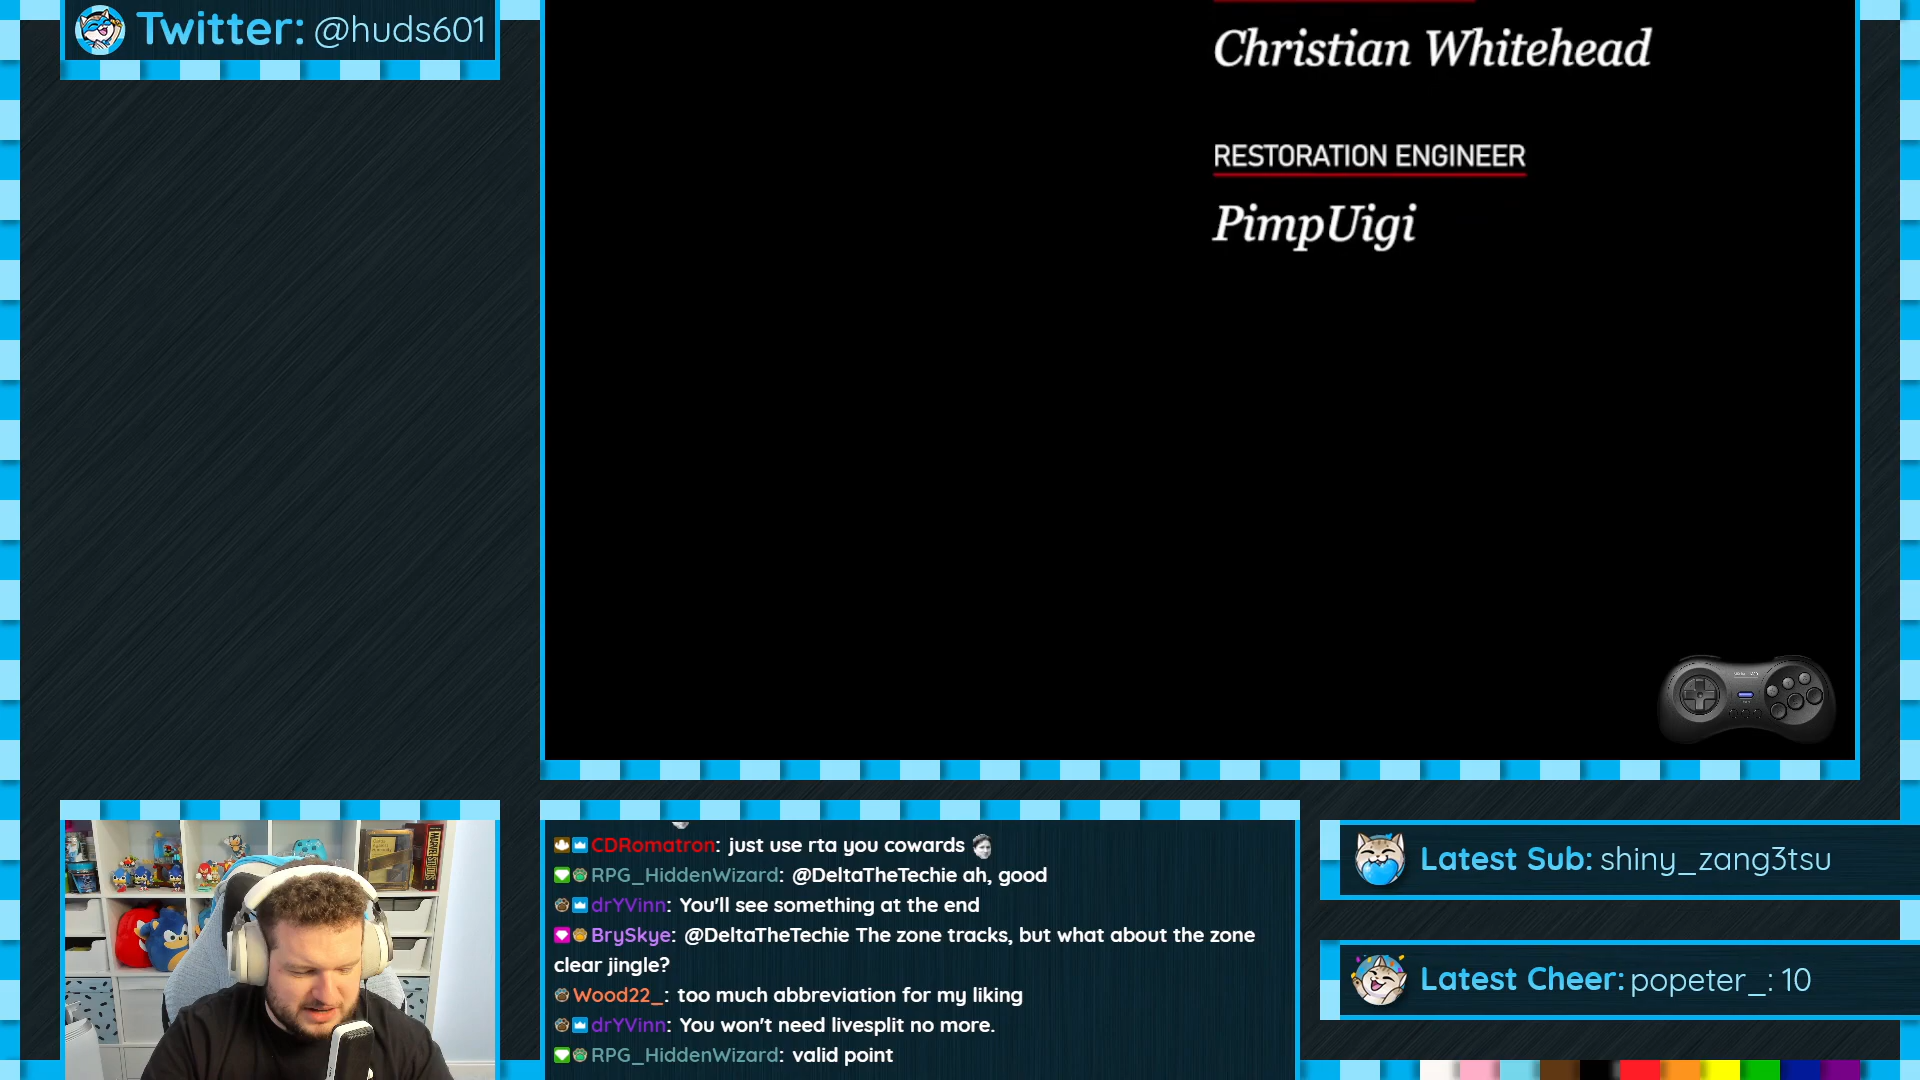 Twitter: @huds601
Christian Whitehead
RESTORATION ENGINEER
PimpUigi
CDRomatron: just use rta you cowards
RPG_HiddenWizard: @DeltaTheTechie ah, good
drYVinn: You'll see something at the end
BrySkye: @DeltaTheTechie The zone tracks, but what about the zone
clear jingle?
Wood22_: too much abbreviation for my liking
drYVinn: You won't need livesplit no more.
RPG_HiddenWizard: valid point
Latest Sub: shiny_zang3tsu
Latest Cheer: popeter_: 10